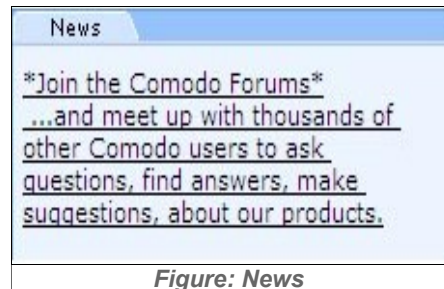 News
*Join the Comodo Forums*
...and meet up with thousands of
other Comodo users to ask
questions, find answers, make
suggestions, about our products.
Figure: News